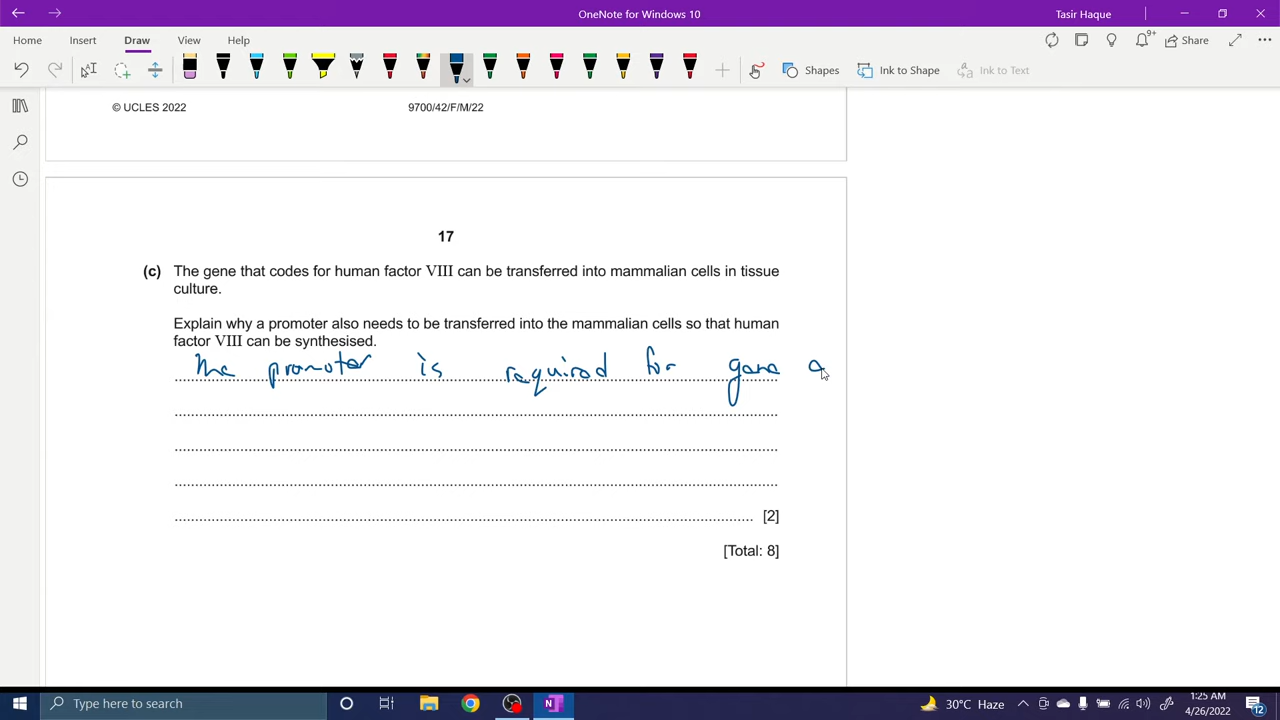 OneNote for Windows 10
Tasir Haque
Home Insert Draw View Help
Share
Shapes Ink to Shape Ink to Text
© UCLES 2022 9700/42/F/M/22
17
(c) The gene that codes for human factor VIII can be transferred into mammalian cells in tissue
culture.
Explain why a promoter also needs to be transferred into the mammalian cells so that human
factor VIII can be synthesised.
The promoter is required for gene
[2]
[Total: 8]
Type here to search
30°C Haze
1:25 AM
4/26/2022
12